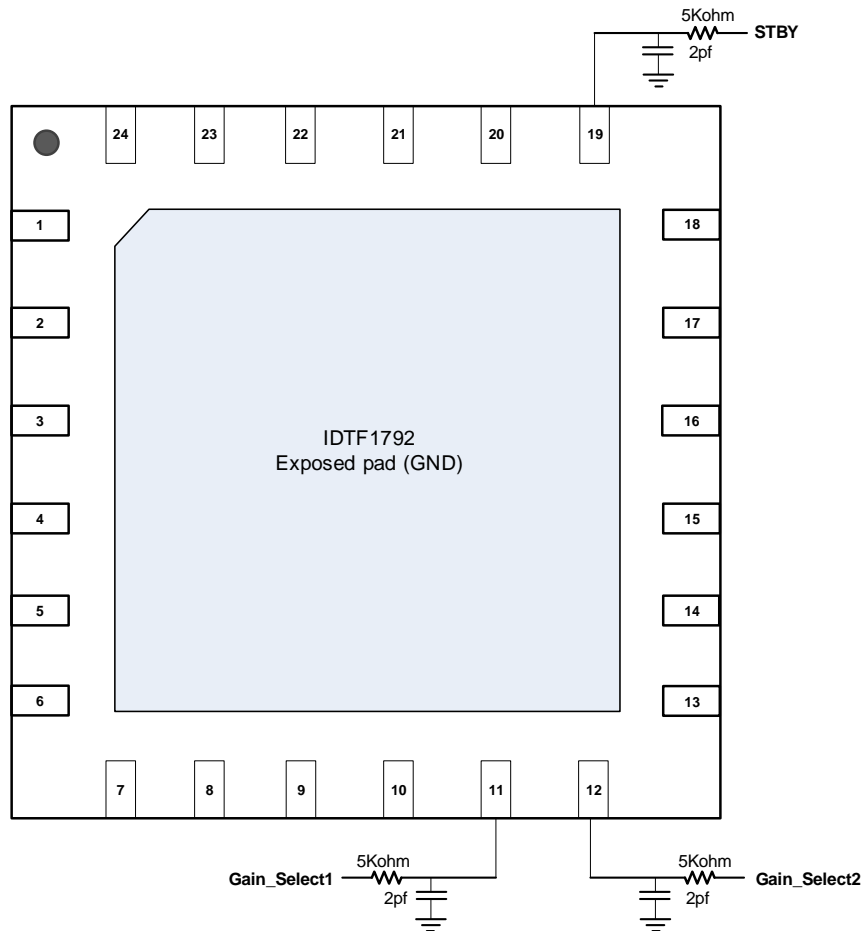 5Kohm
STBY
2pf
24 23 22 21 20 19
1 18
2 17
3 16
IDTF1792
Exposed pad (GND)
4 15
5 14
6 13
7 8 9 10 11 12
5Kohm 5Kohm
Gain_Select1 Gain_Select2
2pf 2pf